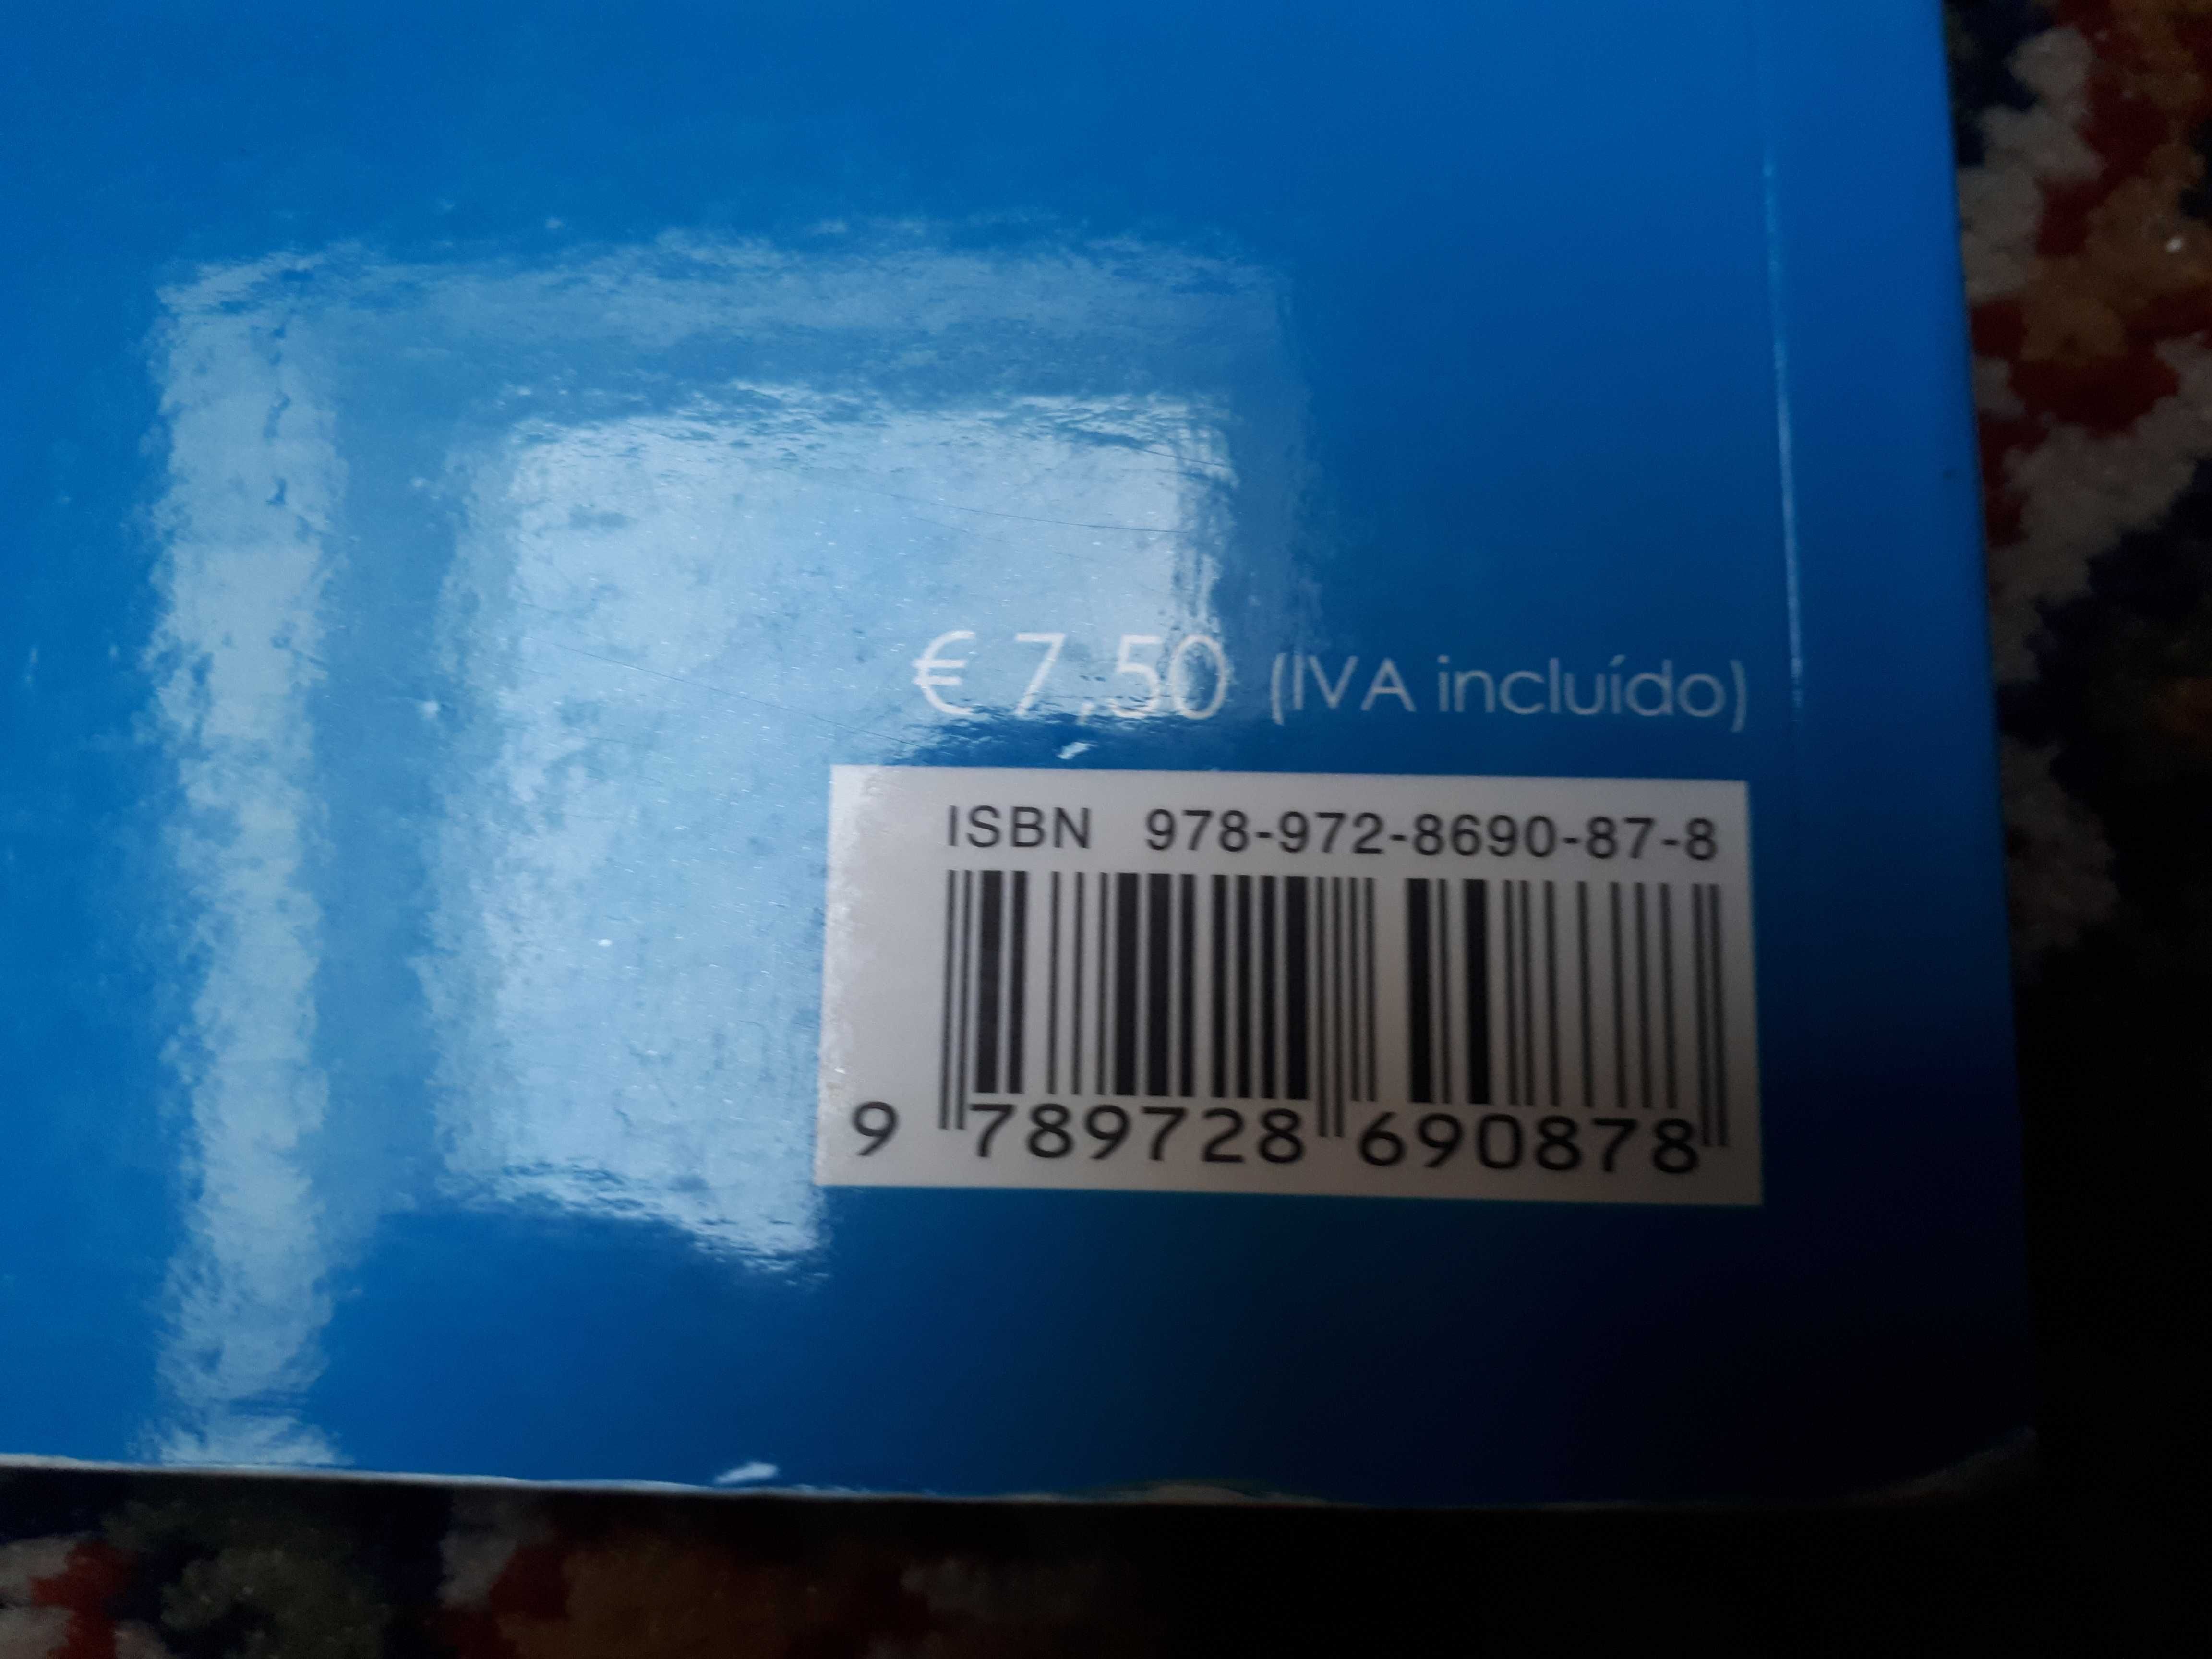 € 7,50 (IVA incluído)
ISBN 978-972-8690-87-8
9 789728 690878